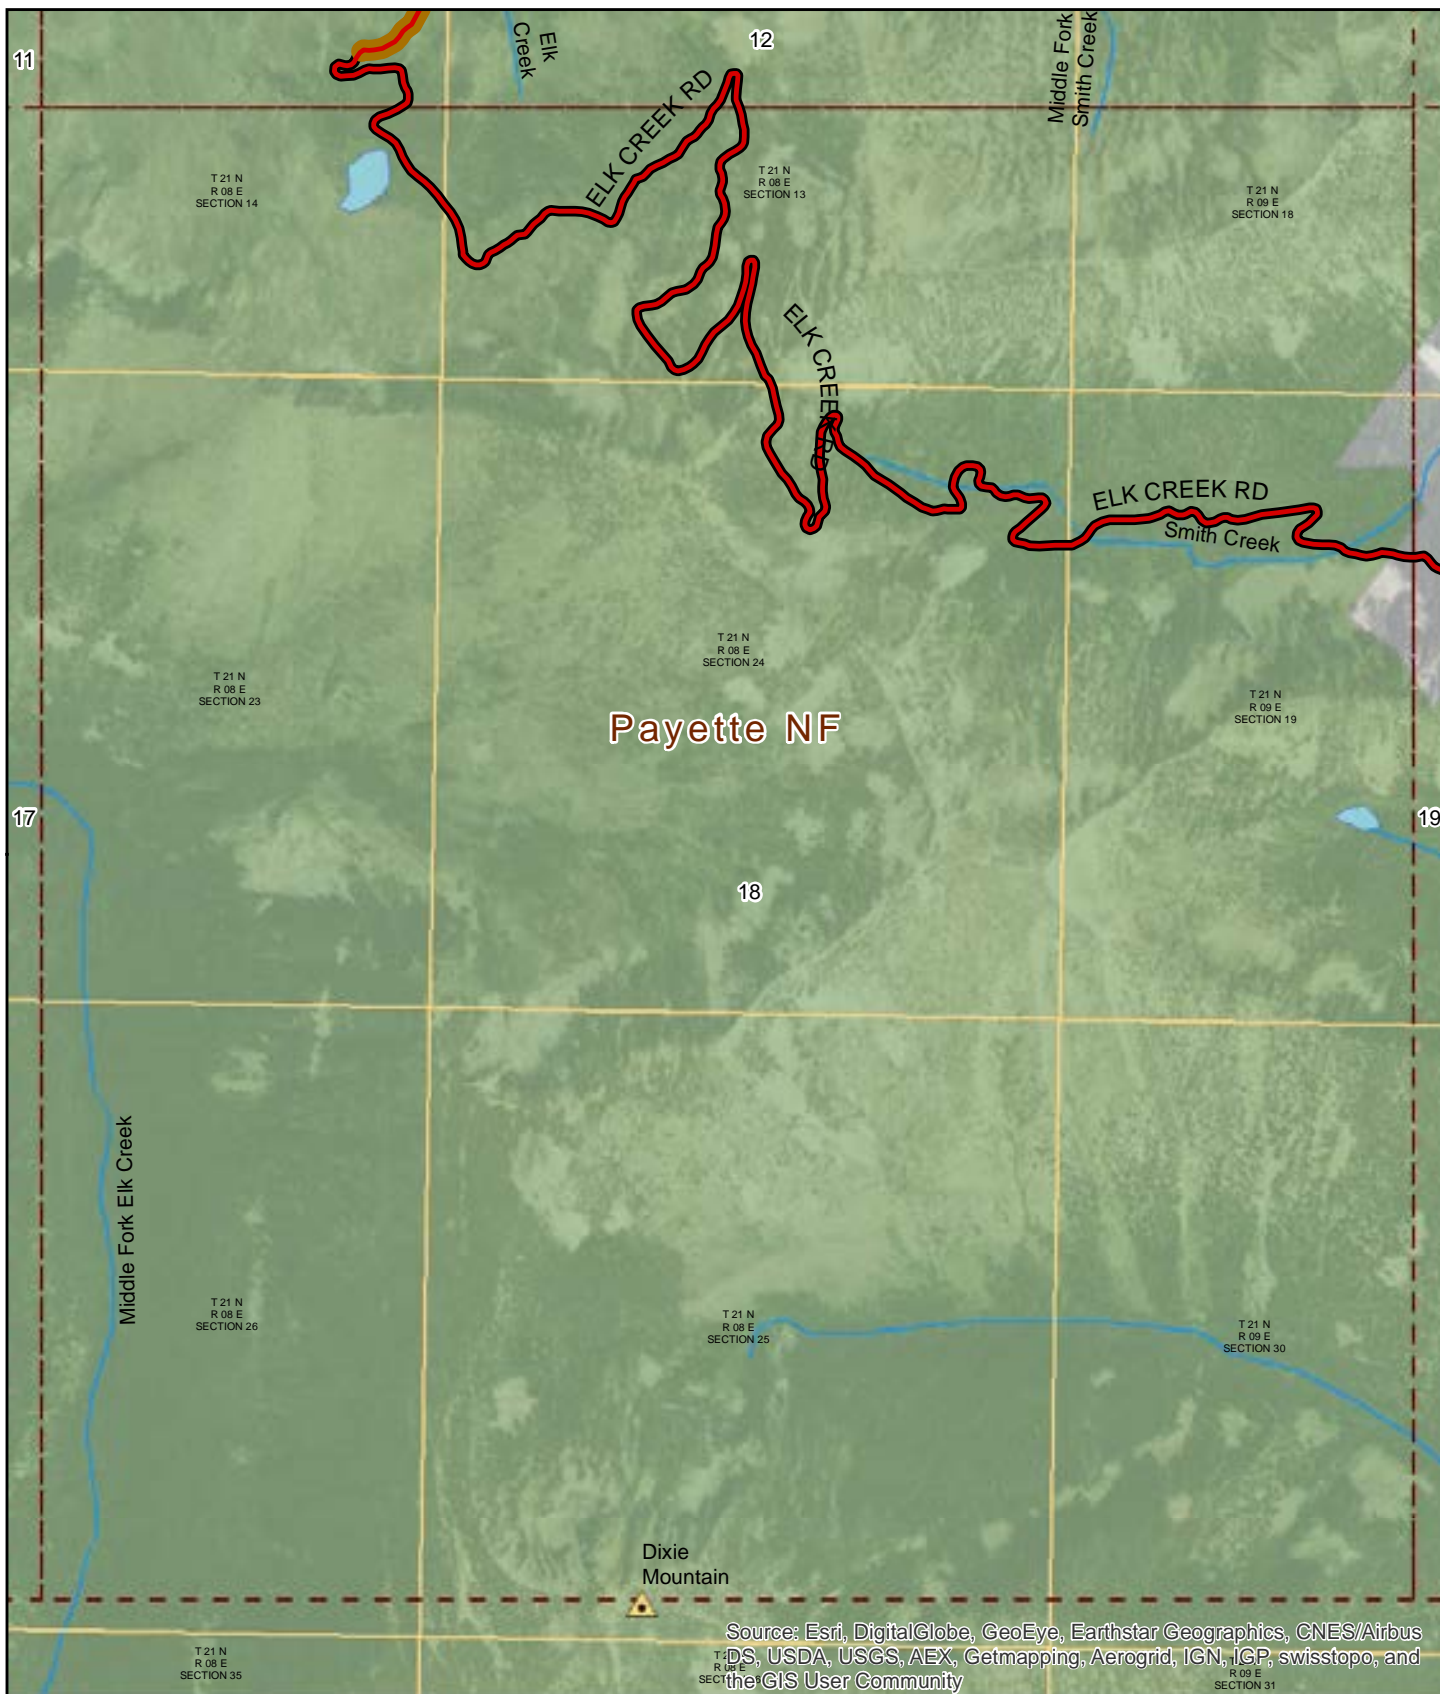 11
12
Elk
Creek
Middle Fork
Smith Creek
ELK CREEK RD
T 21 N
R 08 E
SECTION 14
T 21 N
R 08 E
SECTION 13
T 21 N
R 09 E
SECTION 18
ELK CREEK RD
ELK CREEK RD
Smith Creek
T 21 N
R 08 E
SECTION 23
T 21 N
R 08 E
SECTION 24
T 21 N
R 09 E
SECTION 19
Payette NF
17
18
19
Middle Fork Elk Creek
T 21 N
R 08 E
SECTION 26
T 21 N
R 08 E
SECTION 25
T 21 N
R 09 E
SECTION 30
Dixie
Mountain
T 21 N
R 08 E
SECTION 35
R 08 E
R 09 E
SECTION 31
Source: Esri, DigitalGlobe, GeoEye, Earthstar Geographics, CNES/Airbus
DS, USDA, USGS, AEX, Getmapping, Aerogrid, IGN, IGP, swisstopo, and
the GIS User Community